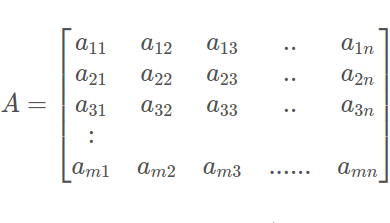 a₁₁ a₁₂ a₁₃ .. a₁ₙ
a₂₁ a₂₂ a₂₃ .. a₂ₙ
A = a₃₁ a₃₂ a₃₃ .. a₃ₙ
:
aₘ₁ aₘ₂ aₘ₃ ...... aₘₙ